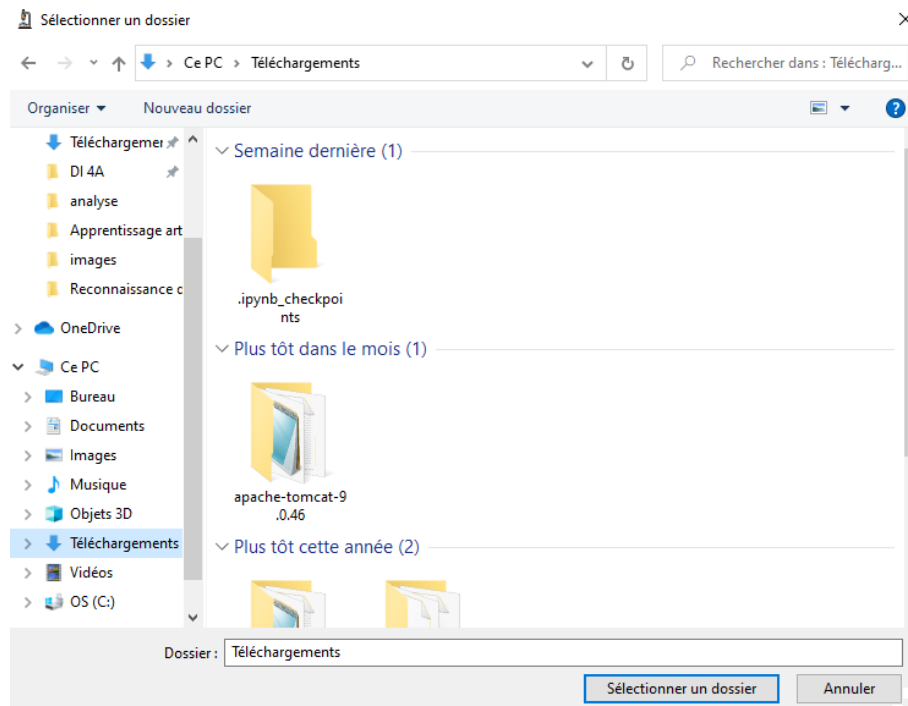 Sélectionner un dossier
Ce PC > Téléchargements
Rechercher dans : Télécharg...
Organiser
Nouveau dossier
?
Téléchargemer
DI 4A
analyse
Apprentissage art
images
Reconnaissance d
OneDrive
Ce PC
Bureau
Documents
Images
Musique
Objets 3D
Téléchargements
Vidéos
OS (C:)
Semaine dernière (1)
.ipynb_checkpoi
nts
Plus tôt dans le mois (1)
apache-tomcat-9
.0.46
Plus tôt cette année (2)
Dossier : Téléchargements
Sélectionner un dossier
Annuler